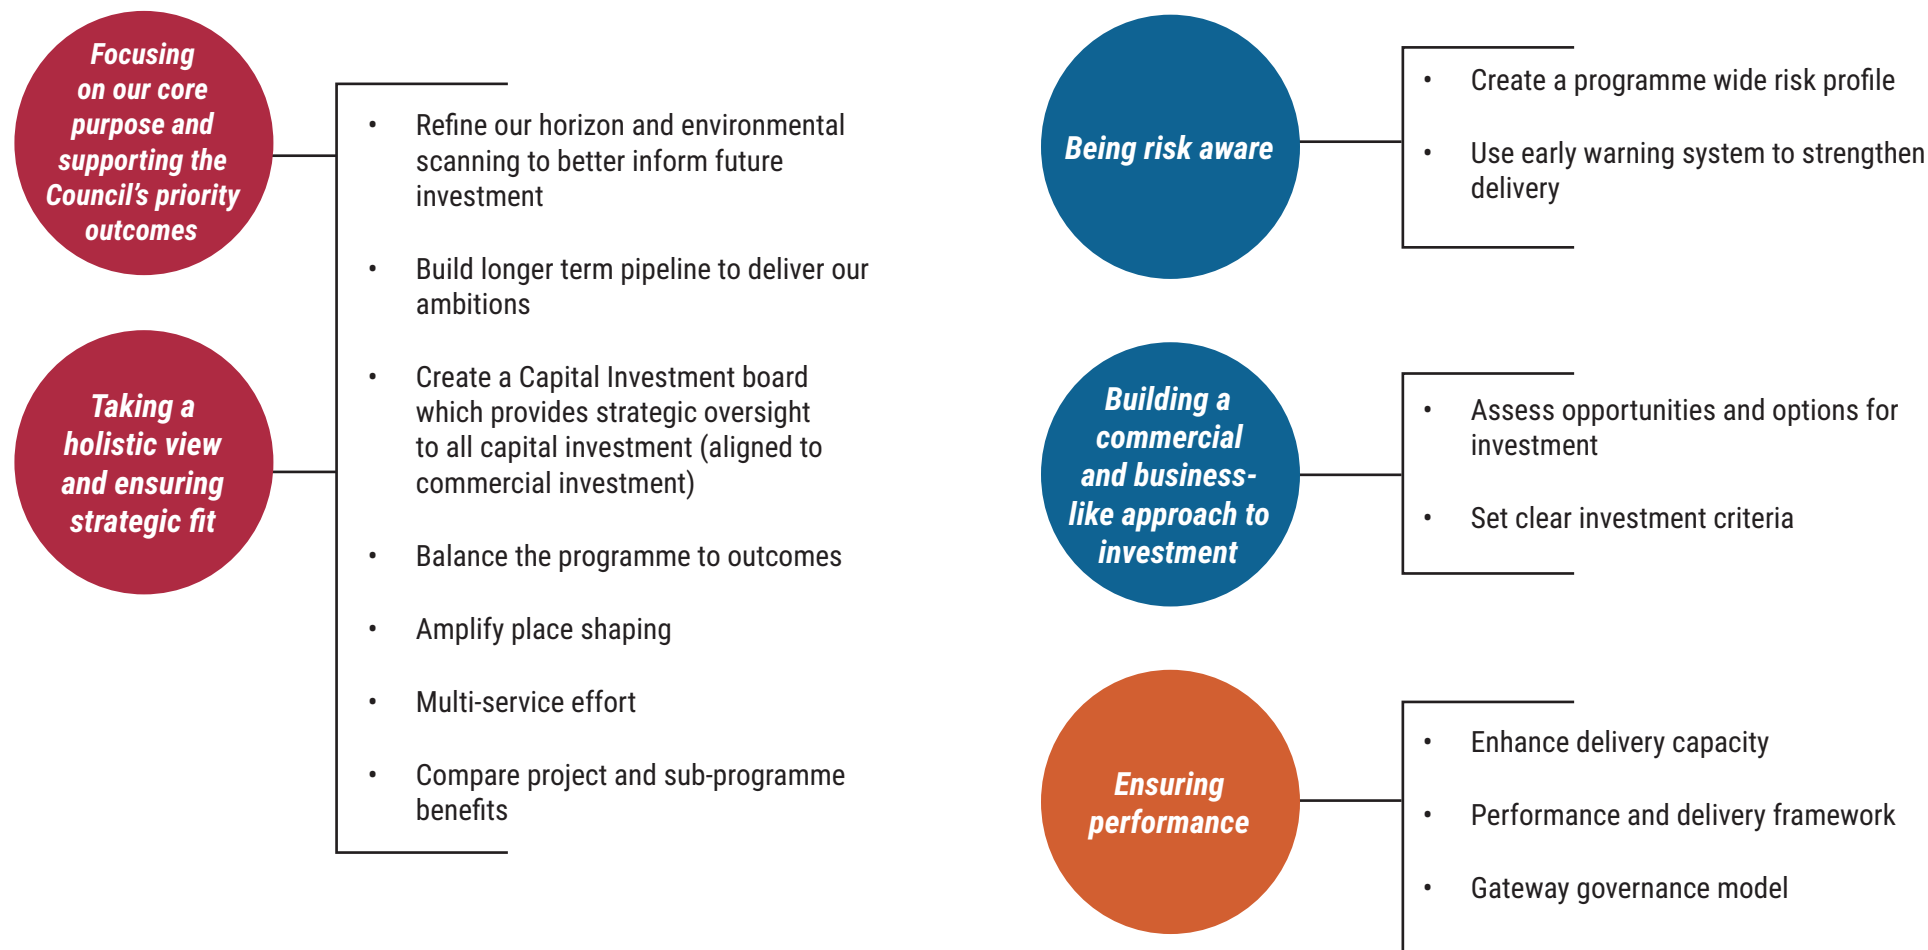 Focusing
on our core
purpose and
supporting the
Council’s priority
outcomes
Taking a
holistic view
and ensuring
strategic fit
• Refine our horizon and environmental
scanning to better inform future
investment
• Build longer term pipeline to deliver our
ambitions
• Create a Capital Investment board
which provides strategic oversight
to all capital investment (aligned to
commercial investment)
• Balance the programme to outcomes
• Amplify place shaping
• Multi-service effort
• Compare project and sub-programme
benefits
Being risk aware
• Create a programme wide risk profile
• Use early warning system to strengthen
delivery
Building a
commercial
and business-
like approach to
investment
• Assess opportunities and options for
investment
• Set clear investment criteria
Ensuring
performance
• Enhance delivery capacity
• Performance and delivery framework
• Gateway governance model